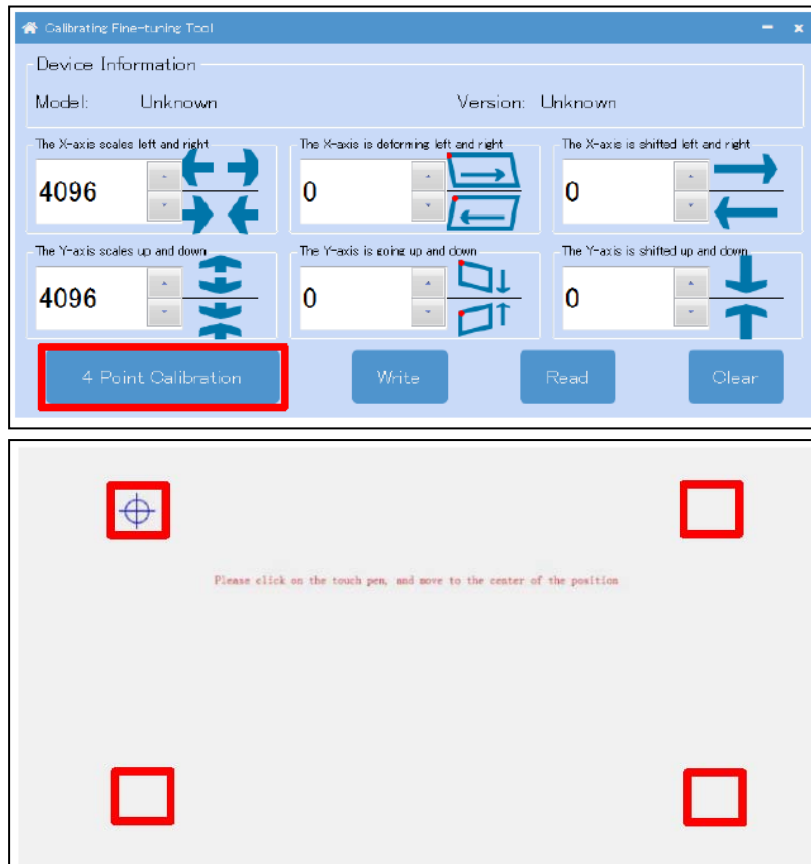 Calibrating Fine-tuning Tool
Device Information
Model: Unknown Version: Unknown
The X-axis scales left and right The X-axis is deforming left and right The X-axis is shifted left and right
4096 0 0
The Y-axis scales up and down The Y-axis is going up and down The Y-axis is shifted up and down
4096 0 0
4 Point Calibration Write Read Clear
Please click on the touch pen, and move to the center of the position